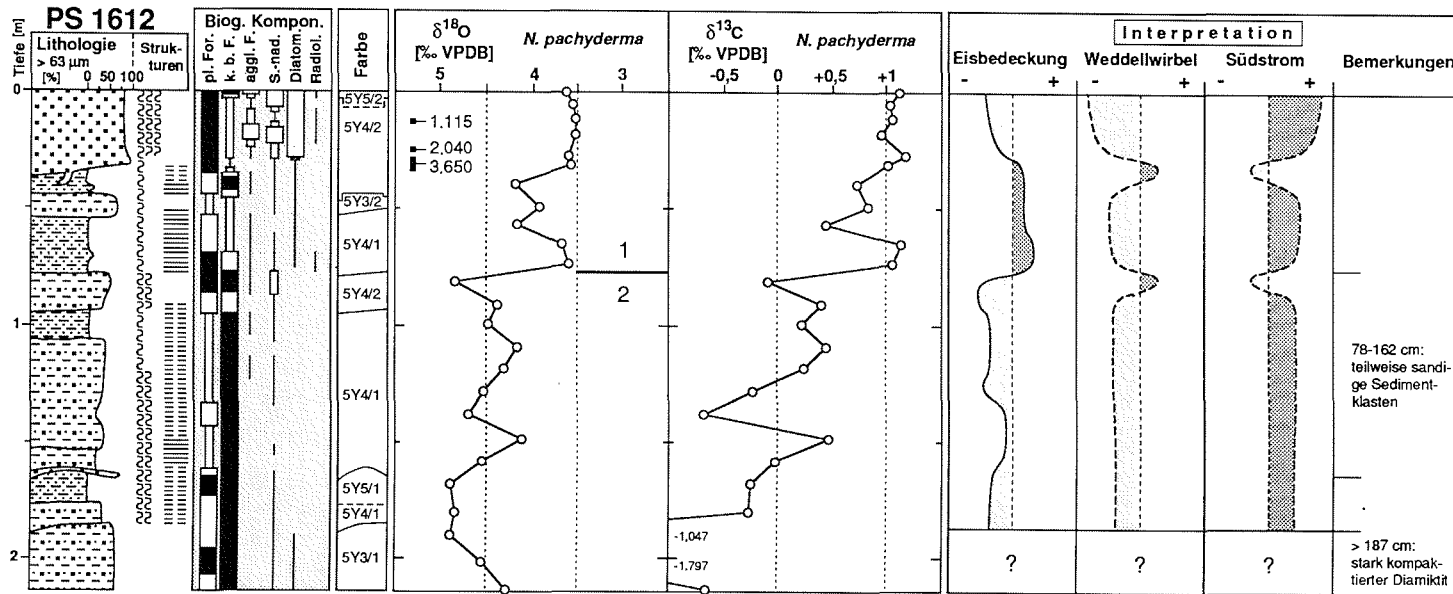 PS 1612
Tiefe [m]
Lithologie
> 63 µm
[%]
0 50 100
Struk-
turen
Biog. Kompon.
pl. For.
k. b. F.
aggl. F.
S.-nad.
Diatom.
Radiol.
Farbe
δ18O
[‰ VPDB]
N. pachyderma
5 4 3
δ13C
[‰ VPDB]
N. pachyderma
-0,5 0 +0,5 +1
Interpretation
Eisbedeckung
- +
Weddellwirbel
- +
Südstrom
- +
Bemerkungen
0
1
2
5Y5/2
5Y4/2
5Y3/2
5Y4/1
5Y4/2
5Y4/1
5Y5/1
5Y4/1
5Y3/1
1.115
2,040
3,650
1
2
-1,047
-1.797
78-162 cm:
teilweise sandi-
ge Sediment-
klasten
? ? ?
> 187 cm:
stark kompak-
tierter Diamiktit